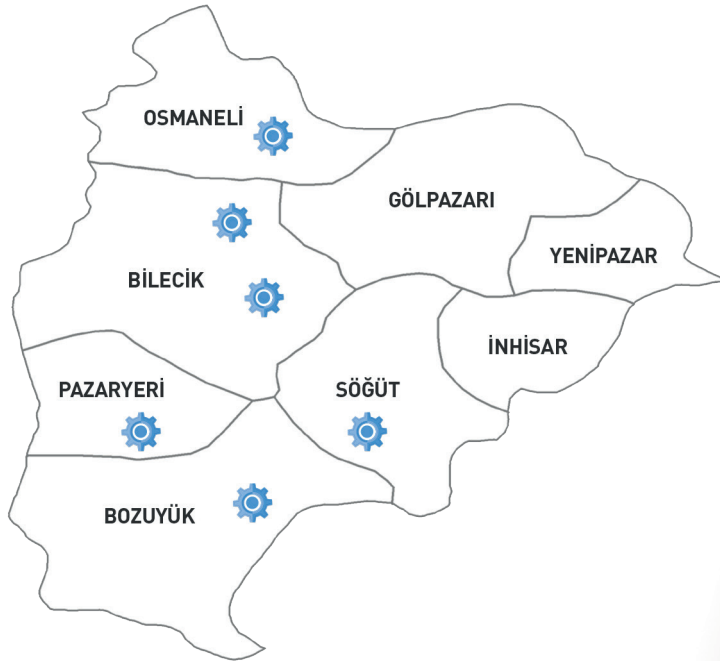 OSMANELİ
GÖLPAZARI
YENİPAZAR
BİLECİK
İNHİSAR
PAZARYERİ
SÖĞÜT
BOZUYÜK